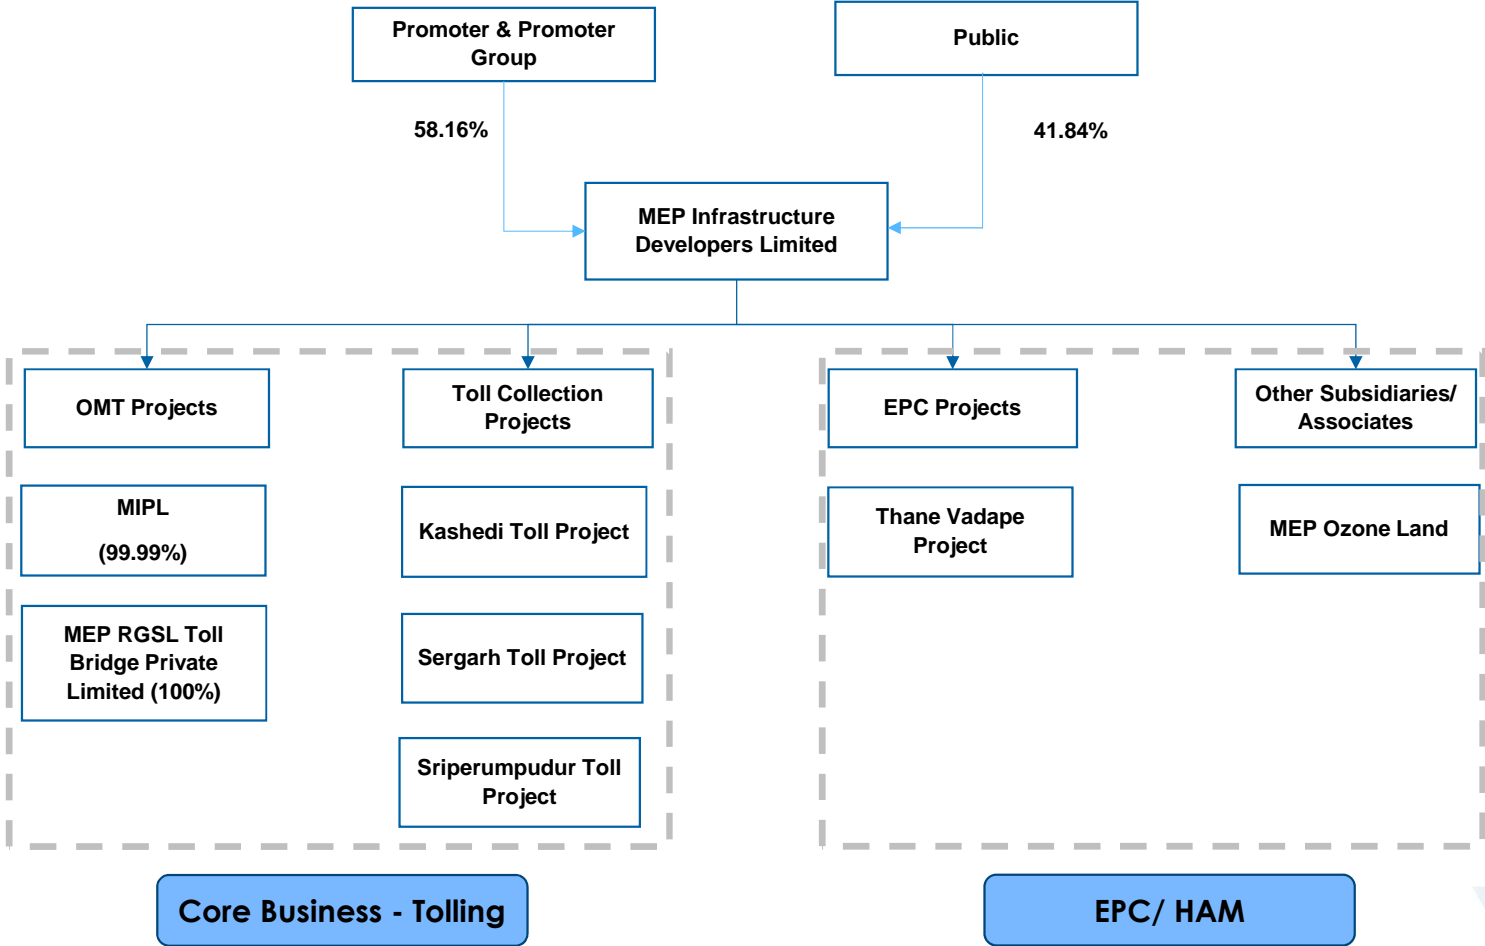 Promoter & Promoter
Group
Public
58.16%
41.84%
MEP Infrastructure
Developers Limited
OMT Projects
Toll Collection
Projects
EPC Projects
Other Subsidiaries/
Associates
MIPL
(99.99%)
Kashedi Toll Project
Thane Vadape
Project
MEP Ozone Land
MEP RGSL Toll
Bridge Private
Limited (100%)
Sergarh Toll Project
Sriperumpudur Toll
Project
Core Business - Tolling
EPC/ HAM